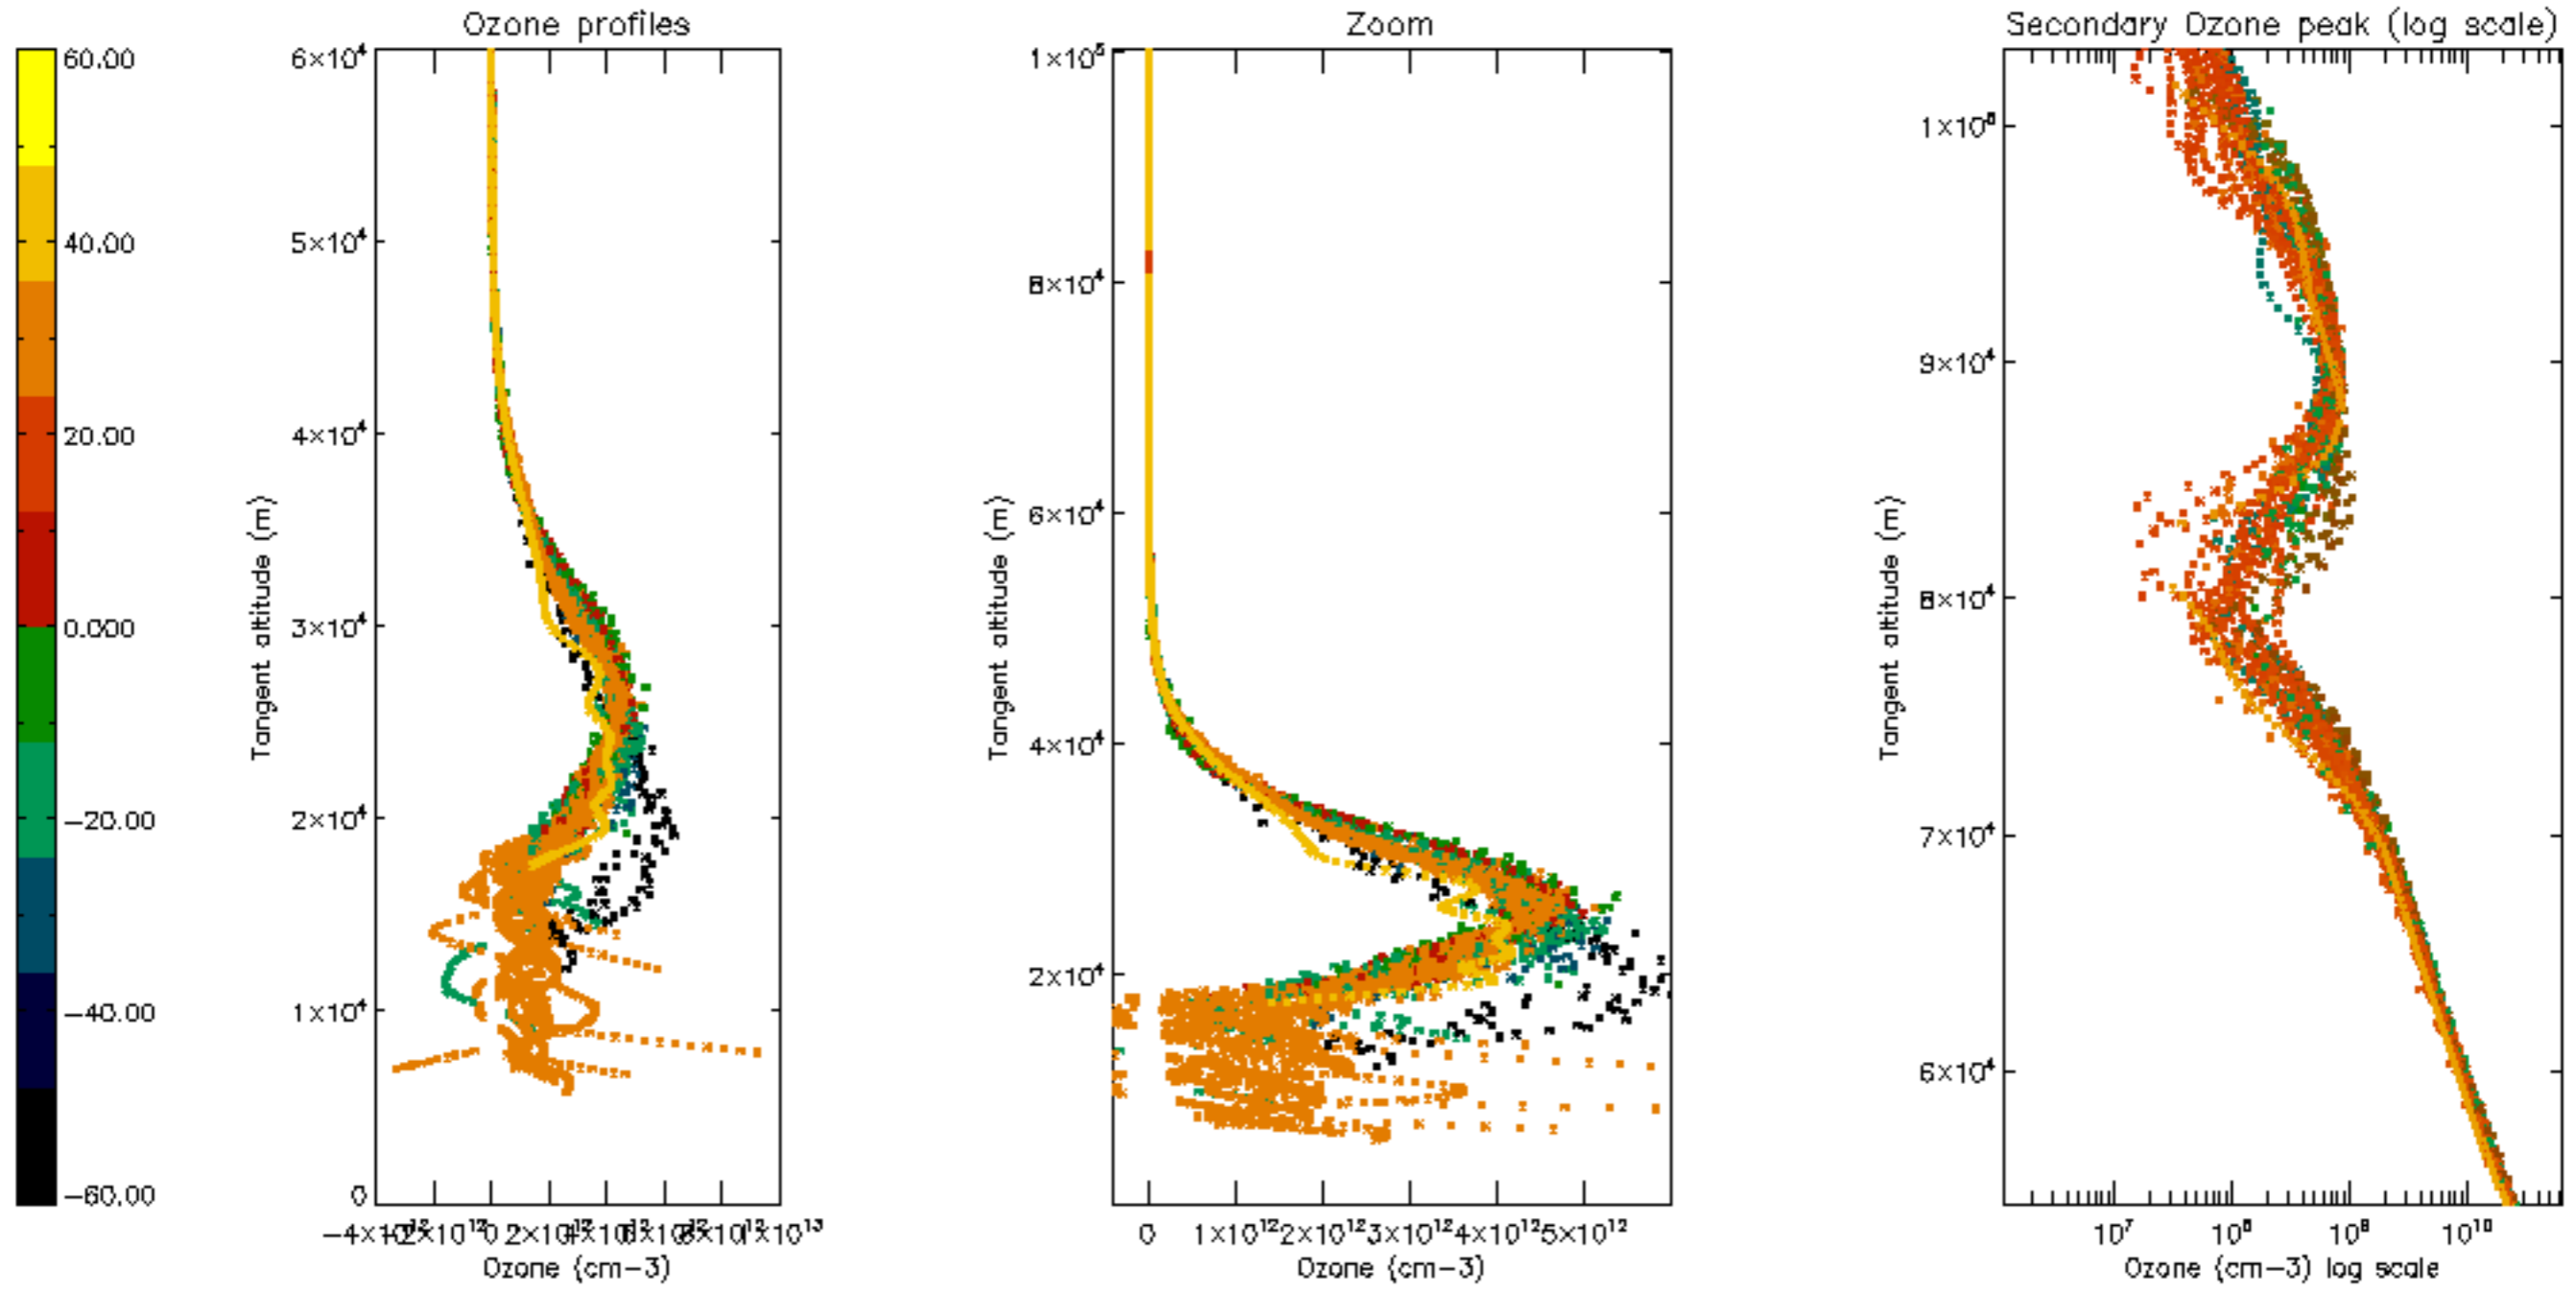 Ozone profiles
Zoom
Secondary Ozone peak (log scale)
60.00
40.00
20.00
0.000
−20.00
−40.00
−60.00
6×10⁴
5×10⁴
4×10⁴
3×10⁴
2×10⁴
1×10⁴
0
Tangent altitude (m)
Ozone (cm−3)
1×10⁵
8×10⁴
6×10⁴
4×10⁴
2×10⁴
Tangent altitude (m)
0 1×10¹² 2×10¹² 3×10¹² 4×10¹² 5×10¹²
Ozone (cm−3)
1×10⁵
9×10⁴
8×10⁴
7×10⁴
6×10⁴
Tangent altitude (m)
10⁷ 10⁸ 10⁹ 10¹⁰
Ozone (cm−3) log scale